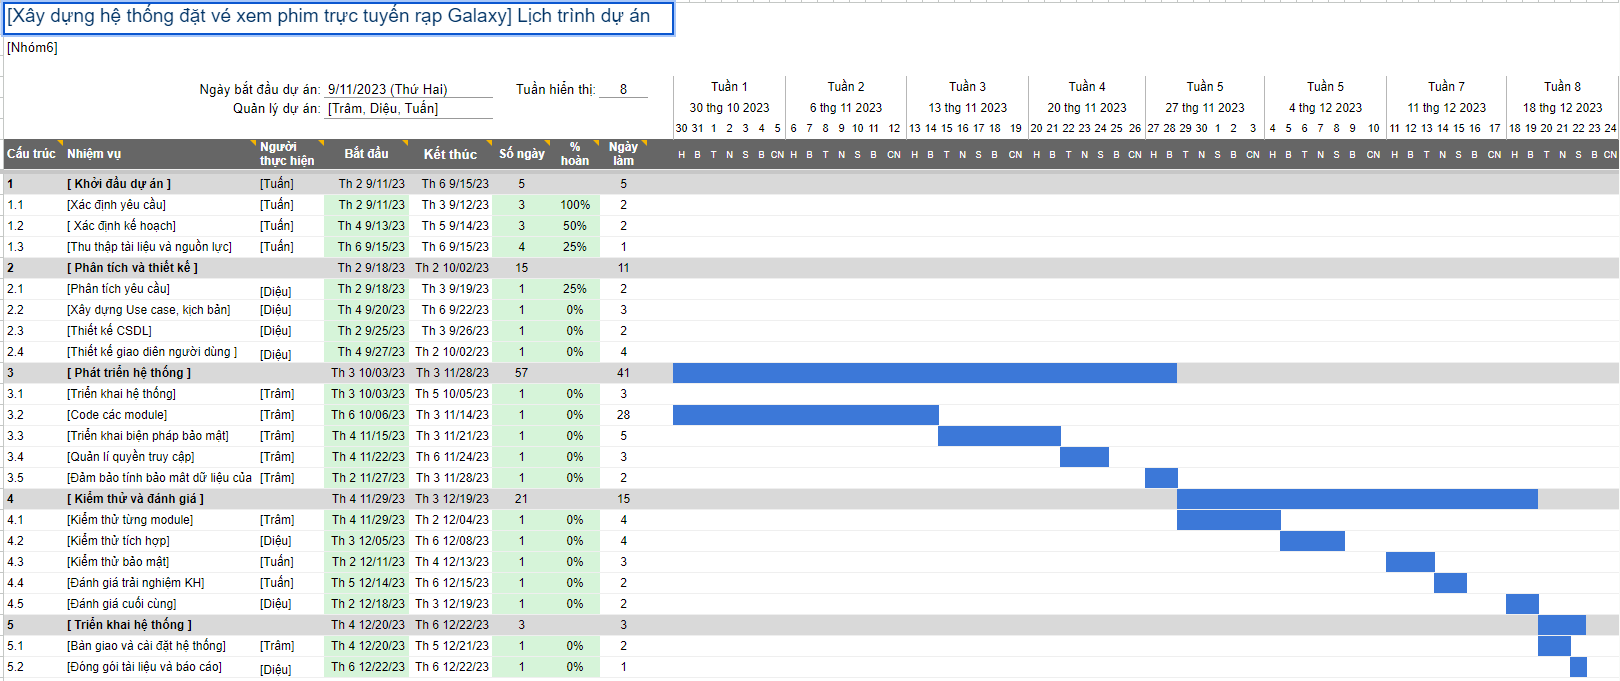 [Xây dựng hệ thống đặt vé xem phim trực tuyến rạp Galaxy] Lịch trình dự án
[Nhóm6]
Ngày bắt đầu dự án: 9/11/2023 (Thứ Hai) Tuần hiển thị: 8
Quản lý dự án: [Trâm, Diệu, Tuấn]
Tuần 1 Tuần 2 Tuần 3 Tuần 4 Tuần 5 Tuần 5 Tuần 7 Tuần 8
30 thg 10 2023 6 thg 11 2023 13 thg 11 2023 20 thg 11 2023 27 thg 11 2023 4 thg 12 2023 11 thg 12 2023 18 thg 12 2023
30 31 1 2 3 4 5 6 7 8 9 10 11 12 13 14 15 16 17 18 19 20 21 22 23 24 25 26 27 28 29 30 1 2 3 4 5 6 7 8 9 10 11 12 13 14 15 16 17 18 19 20 21 22 23 24
Cấu trúc Nhiệm vụ Người thực hiện Bắt đầu Kết thúc Số ngày % hoàn Ngày làm H B T N S B CN H B T N S B CN H B T N S B CN H B T N S B CN H B T N S B CN H B T N S B CN H B T N S B CN H B T N S B CN
1 [ Khởi đầu dự án ] [Tuấn] Th 2 9/11/23 Th 6 9/15/23 5 5
1.1 [Xác định yêu cầu] [Tuấn] Th 2 9/11/23 Th 3 9/12/23 3 100% 2
1.2 [ Xác định kế hoạch] [Tuấn] Th 4 9/13/23 Th 5 9/14/23 3 50% 2
1.3 [Thu thập tài liệu và nguồn lực] [Tuấn] Th 6 9/15/23 Th 6 9/15/23 4 25% 1
2 [ Phân tích và thiết kế ] Th 2 9/18/23 Th 2 10/02/23 15 11
2.1 [Phân tích yêu cầu] [Diệu] Th 2 9/18/23 Th 3 9/19/23 1 25% 2
2.2 [Xây dựng Use case, kịch bản] [Diệu] Th 4 9/20/23 Th 6 9/22/23 1 0% 3
2.3 [Thiết kế CSDL] [Diệu] Th 2 9/25/23 Th 3 9/26/23 1 0% 2
2.4 [Thiết kế giao diên người dùng ] [Diệu] Th 4 9/27/23 Th 2 10/02/23 1 0% 4
3 [ Phát triển hệ thống ] Th 3 10/03/23 Th 3 11/28/23 57 41
3.1 [Triển khai hệ thống] [Trâm] Th 3 10/03/23 Th 5 10/05/23 1 0% 3
3.2 [Code các module] [Trâm] Th 6 10/06/23 Th 3 11/14/23 1 0% 28
3.3 [Triển khai biện pháp bảo mật] [Trâm] Th 4 11/15/23 Th 3 11/21/23 1 0% 5
3.4 [Quản lí quyền truy cập] [Trâm] Th 4 11/22/23 Th 6 11/24/23 1 0% 3
3.5 [Đảm bảo tính bảo mât dữ liệu của [Trâm] Th 2 11/27/23 Th 3 11/28/23 1 0% 2
4 [ Kiểm thử và đánh giá ] Th 4 11/29/23 Th 3 12/19/23 21 15
4.1 [Kiểm thử từng module] [Trâm] Th 4 11/29/23 Th 2 12/04/23 1 0% 4
4.2 [Kiểm thử tích hợp] [Diệu] Th 3 12/05/23 Th 6 12/08/23 1 0% 4
4.3 [Kiểm thử bảo mật] [Tuấn] Th 2 12/11/23 Th 4 12/13/23 1 0% 3
4.4 [Đánh giá trải nghiệm KH] [Tuấn] Th 5 12/14/23 Th 6 12/15/23 1 0% 2
4.5 [Đánh giá cuối cùng] [Diệu] Th 2 12/18/23 Th 3 12/19/23 1 0% 2
5 [ Triển khai hệ thống ] Th 4 12/20/23 Th 6 12/22/23 3 3
5.1 [Bàn giao và cài đặt hệ thống] [Trâm] Th 4 12/20/23 Th 5 12/21/23 1 0% 2
5.2 [Đóng gói tài liệu và báo cáo] [Diệu] Th 6 12/22/23 Th 6 12/22/23 1 0% 1